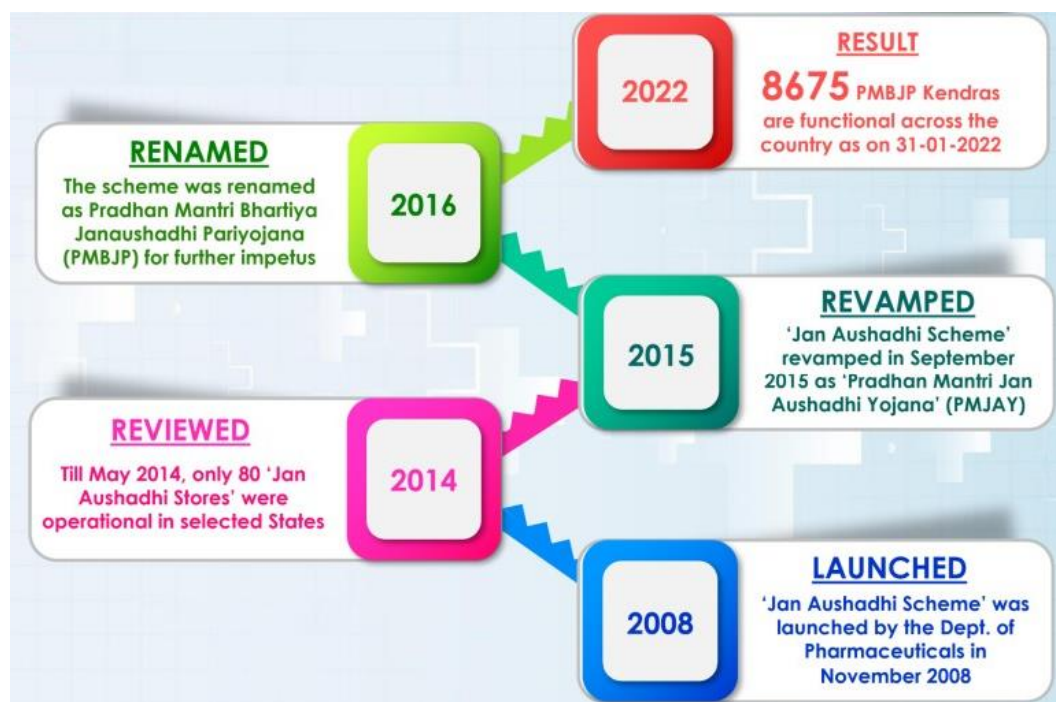 RESULT
2022
8675 PMBJP Kendras
are functional across the
country as on 31-01-2022
RENAMED
The scheme was renamed
as Pradhan Mantri Bhartiya
Janaushadhi Pariyojana
(PMBJP) for further impetus
2016
REVAMPED
2015
'Jan Aushadhi Scheme'
revamped in September
2015 as 'Pradhan Mantri Jan
Aushadhi Yojana' (PMJAY)
REVIEWED
Till May 2014, only 80 'Jan
Aushadhi Stores' were
operational in selected States
2014
LAUNCHED
2008
'Jan Aushadhi Scheme' was
launched by the Dept. of
Pharmaceuticals in
November 2008